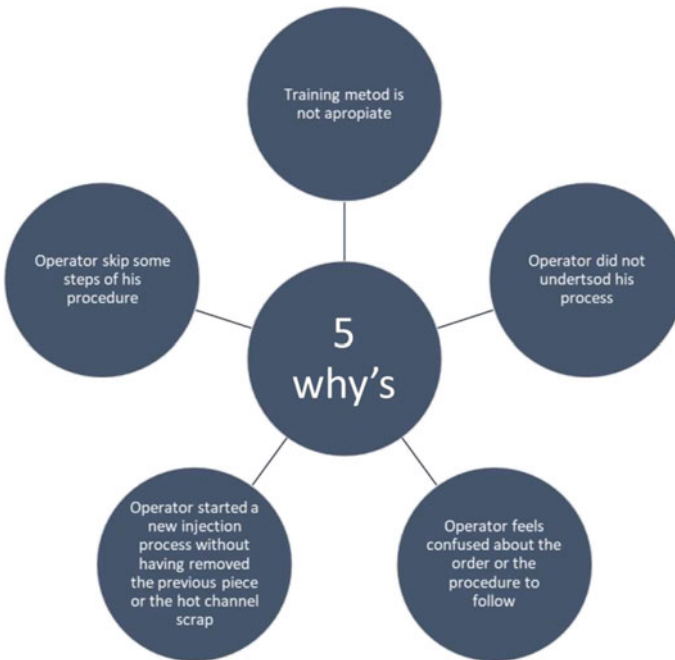 Training metod is
not apropiate
Operator skip some
steps of his
procedure
Operator did not
undertsod his
process
5
why's
Operator started a
new injection
process without
having removed
the previous piece
or the hot channel
scrap
Operator feels
confused about the
order or the
procedure to
follow